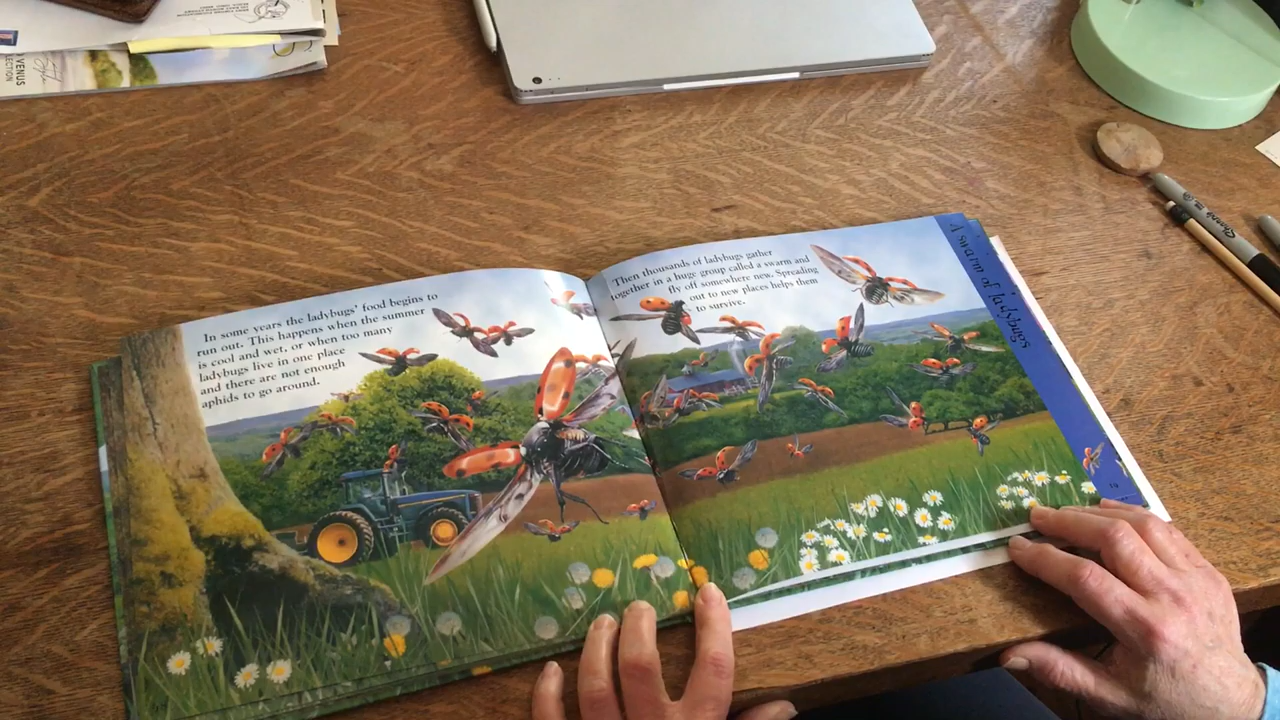 VENUS
LECTION
In some years the ladybugs' food begins to
run out. This happens when the summer
is cool and wet, or when too many
ladybugs live in one place
and there are not enough
aphids to go around.
Then thousands of ladybugs gather
together in a huge group called a swarm and
fly off somewhere new. Spreading
out to new places helps them
to survive.
A swarm of ladybugs
Sharpie